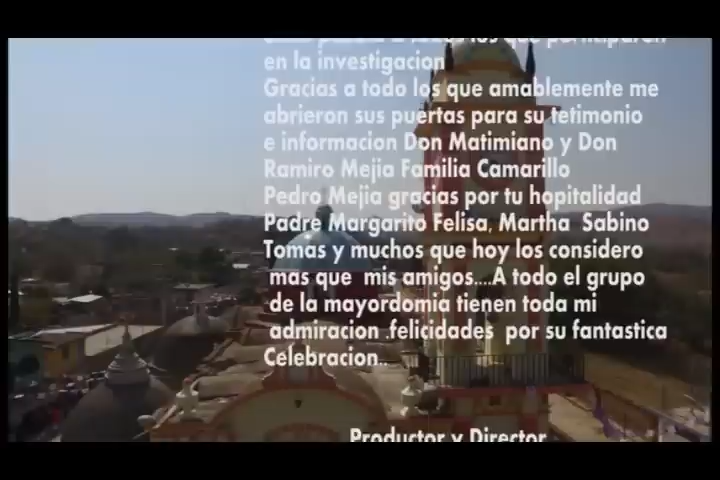 en la investigacion
Gracias a todo los que amablemente me
abrieron sus puertas para su tetimonio
e informacion Don Matimiano y Don
Ramiro Mejia Familia Camarillo
Pedro Mejia gracias por tu hopitalidad
Padre Margarito Felisa, Martha Sabino
Tomas y muchos que hoy los considero
mas que mis amigos....A todo el grupo
de la mayordomia tienen toda mi
admiracion .felicidades por su fantastica
Celebracion..
Productor y Director